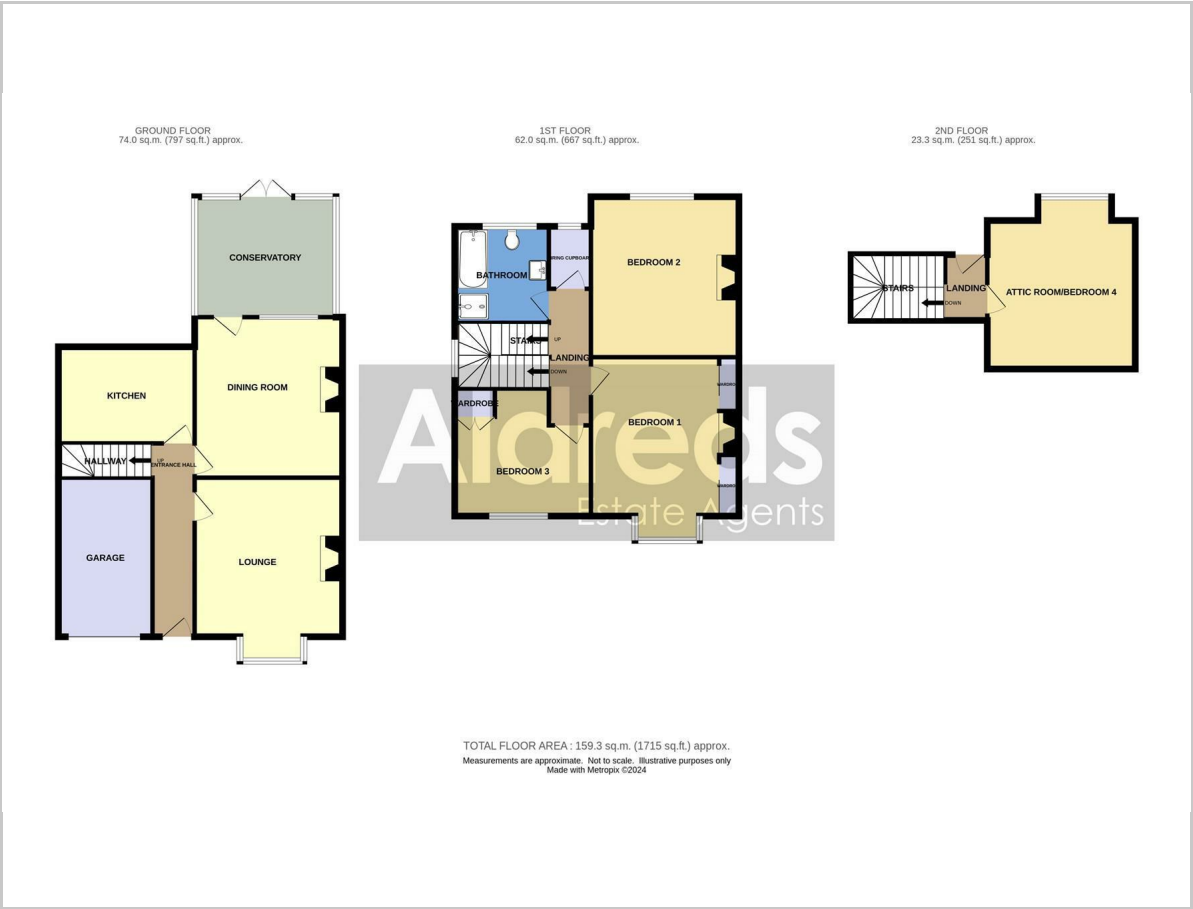 GROUND FLOOR
74.0 sq.m. (797 sq.ft.) approx.
CONSERVATORY
DINING ROOM
KITCHEN
HALLWAY
UP
ENTRANCE HALL
GARAGE
LOUNGE
1ST FLOOR
62.0 sq.m. (667 sq.ft.) approx.
BATHROOM
IRING CUPBOAR
BEDROOM 2
STAIRS
UP
LANDING
DOWN
WARDROBE
BEDROOM 1
BEDROOM 3
WARDROBE
WARDROBE
Aldreds
Estate Agents
2ND FLOOR
23.3 sq.m. (251 sq.ft.) approx.
STAIRS
LANDING
DOWN
ATTIC ROOM/BEDROOM 4
TOTAL FLOOR AREA : 159.3 sq.m. (1715 sq.ft.) approx.
Measurements are approximate. Not to scale. Illustrative purposes only
Made with Metropix ©2024